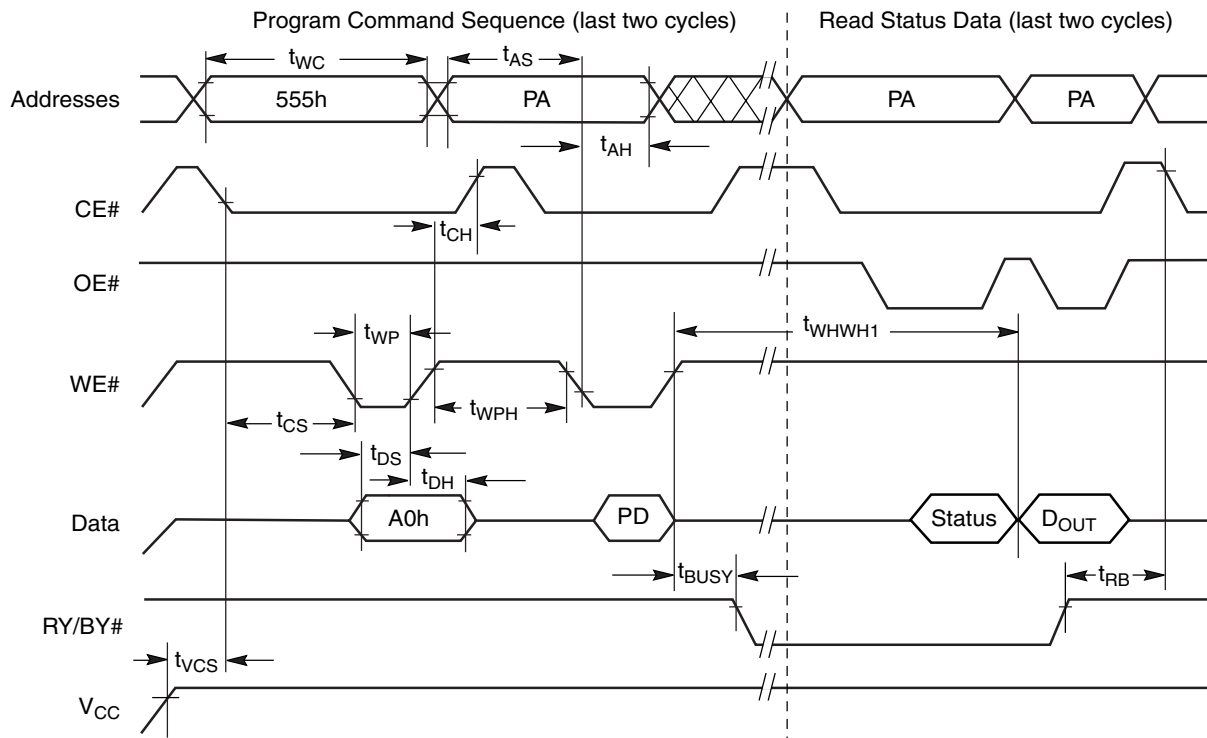 Program Command Sequence (last two cycles)
Read Status Data (last two cycles)
tWC
tAS
Addresses
555h
PA
PA
PA
tAH
CE#
tCH
OE#
tWP
tWHWH1
WE#
tCS
tWPH
tDS
tDH
Data
A0h
PD
Status
DOUT
tBUSY
tRB
RY/BY#
tVCS
VCC